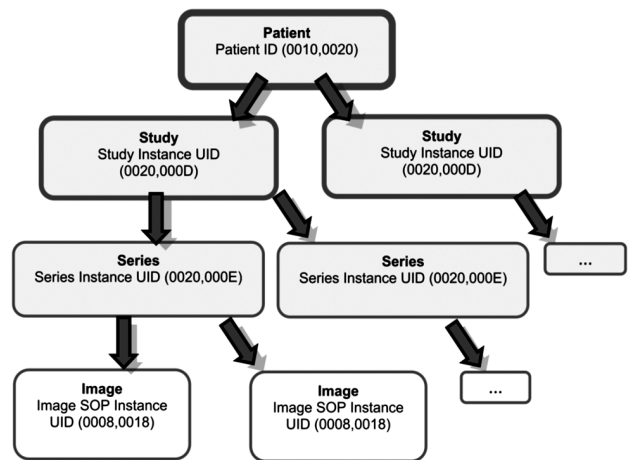 Patient
Patient ID (0010,0020)
Study
Study Instance UID
(0020,000D)
Study
Study Instance UID
(0020,000D)
Series
Series Instance UID (0020,000E)
Series
Series Instance UID (0020,000E)
...
Image
Image SOP Instance
UID (0008,0018)
Image
Image SOP Instance
UID (0008,0018)
...